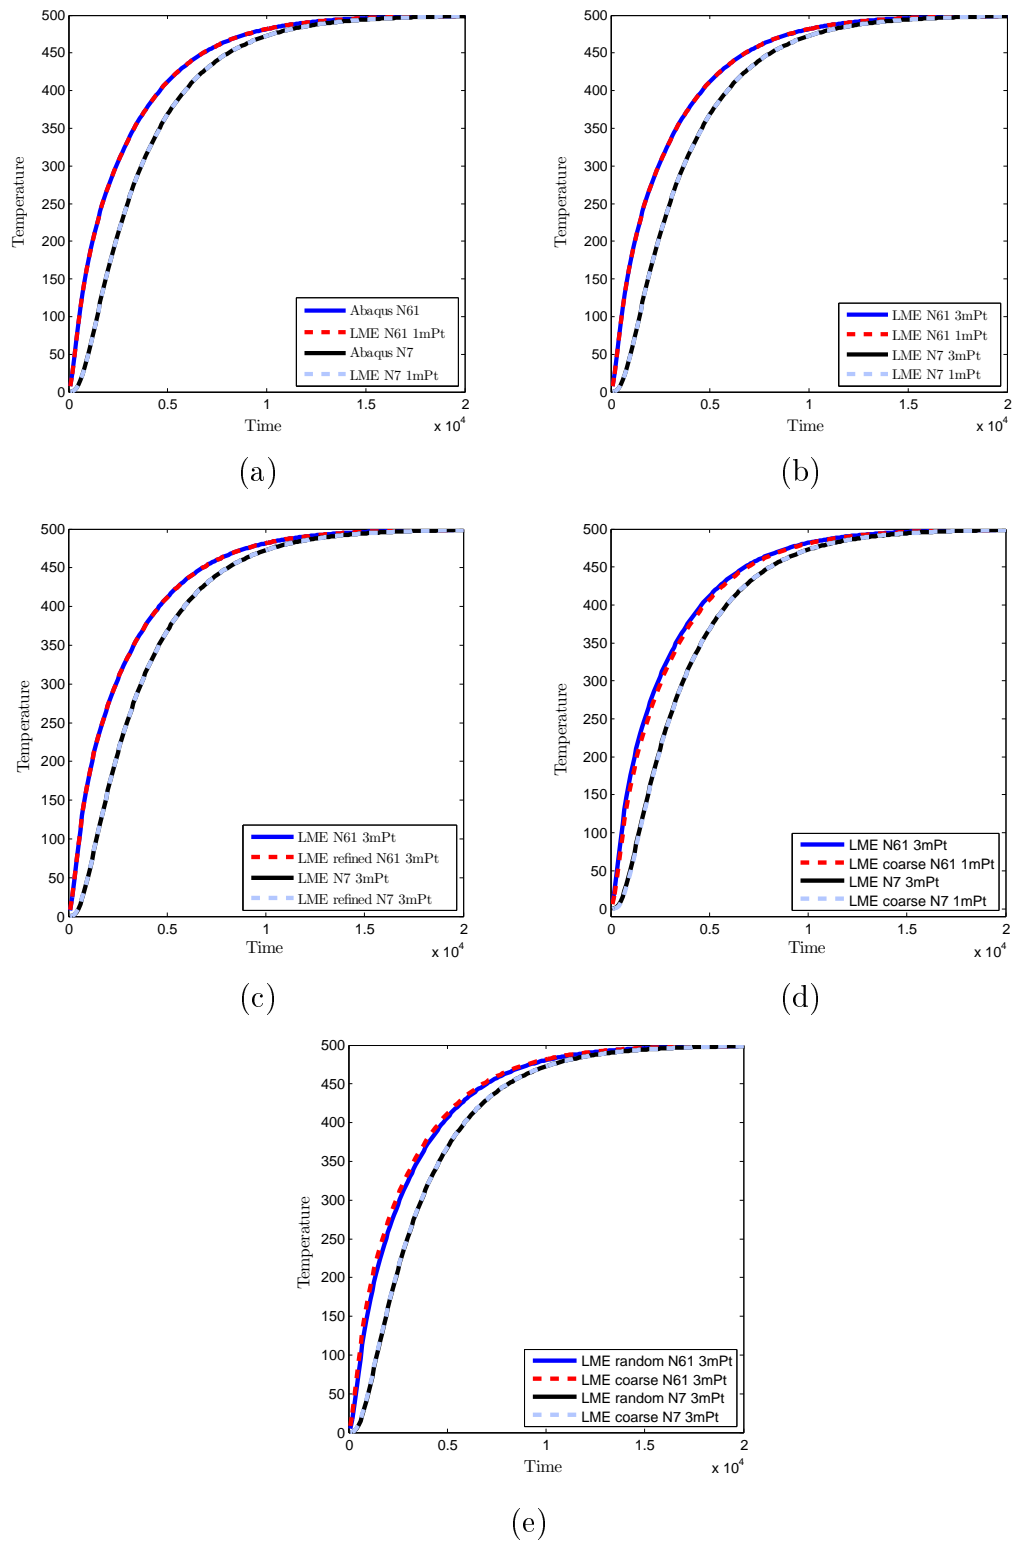 500
450
400
350
300
250
200
150
100
50
0
Temperature
Abaqus N61
LME N61 1mPt
Abaqus N7
LME N7 1mPt
0 0.5 1 1.5 2
Time
x 10^4
(a)
500
450
400
350
300
250
200
150
100
50
0
Temperature
LME N61 3mPt
LME N61 1mPt
LME N7 3mPt
LME N7 1mPt
0 0.5 1 1.5 2
Time
x 10^4
(b)
500
450
400
350
300
250
200
150
100
50
0
Temperature
LME N61 3mPt
LME refined N61 3mPt
LME N7 3mPt
LME refined N7 3mPt
0 0.5 1 1.5 2
Time
x 10^4
(c)
500
450
400
350
300
250
200
150
100
50
0
Temperature
LME N61 3mPt
LME coarse N61 1mPt
LME N7 3mPt
LME coarse N7 1mPt
0 0.5 1 1.5 2
Time
x 10^4
(d)
500
450
400
350
300
250
200
150
100
50
0
Temperature
LME random N61 3mPt
LME coarse N61 3mPt
LME random N7 3mPt
LME coarse N7 3mPt
0 0.5 1 1.5 2
Time
x 10^4
(e)